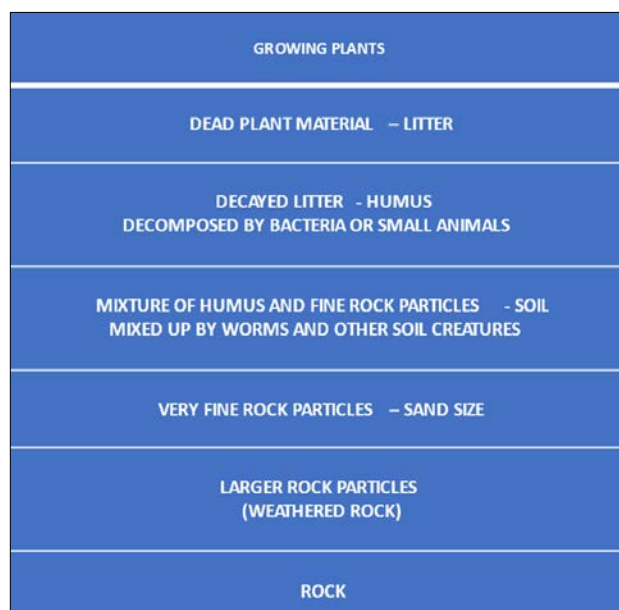 GROWING PLANTS
DEAD PLANT MATERIAL – LITTER
DECAYED LITTER - HUMUS
DECOMPOSED BY BACTERIA OR SMALL ANIMALS
MIXTURE OF HUMUS AND FINE ROCK PARTICLES - SOIL
MIXED UP BY WORMS AND OTHER SOIL CREATURES
VERY FINE ROCK PARTICLES – SAND SIZE
LARGER ROCK PARTICLES
(WEATHERED ROCK)
ROCK